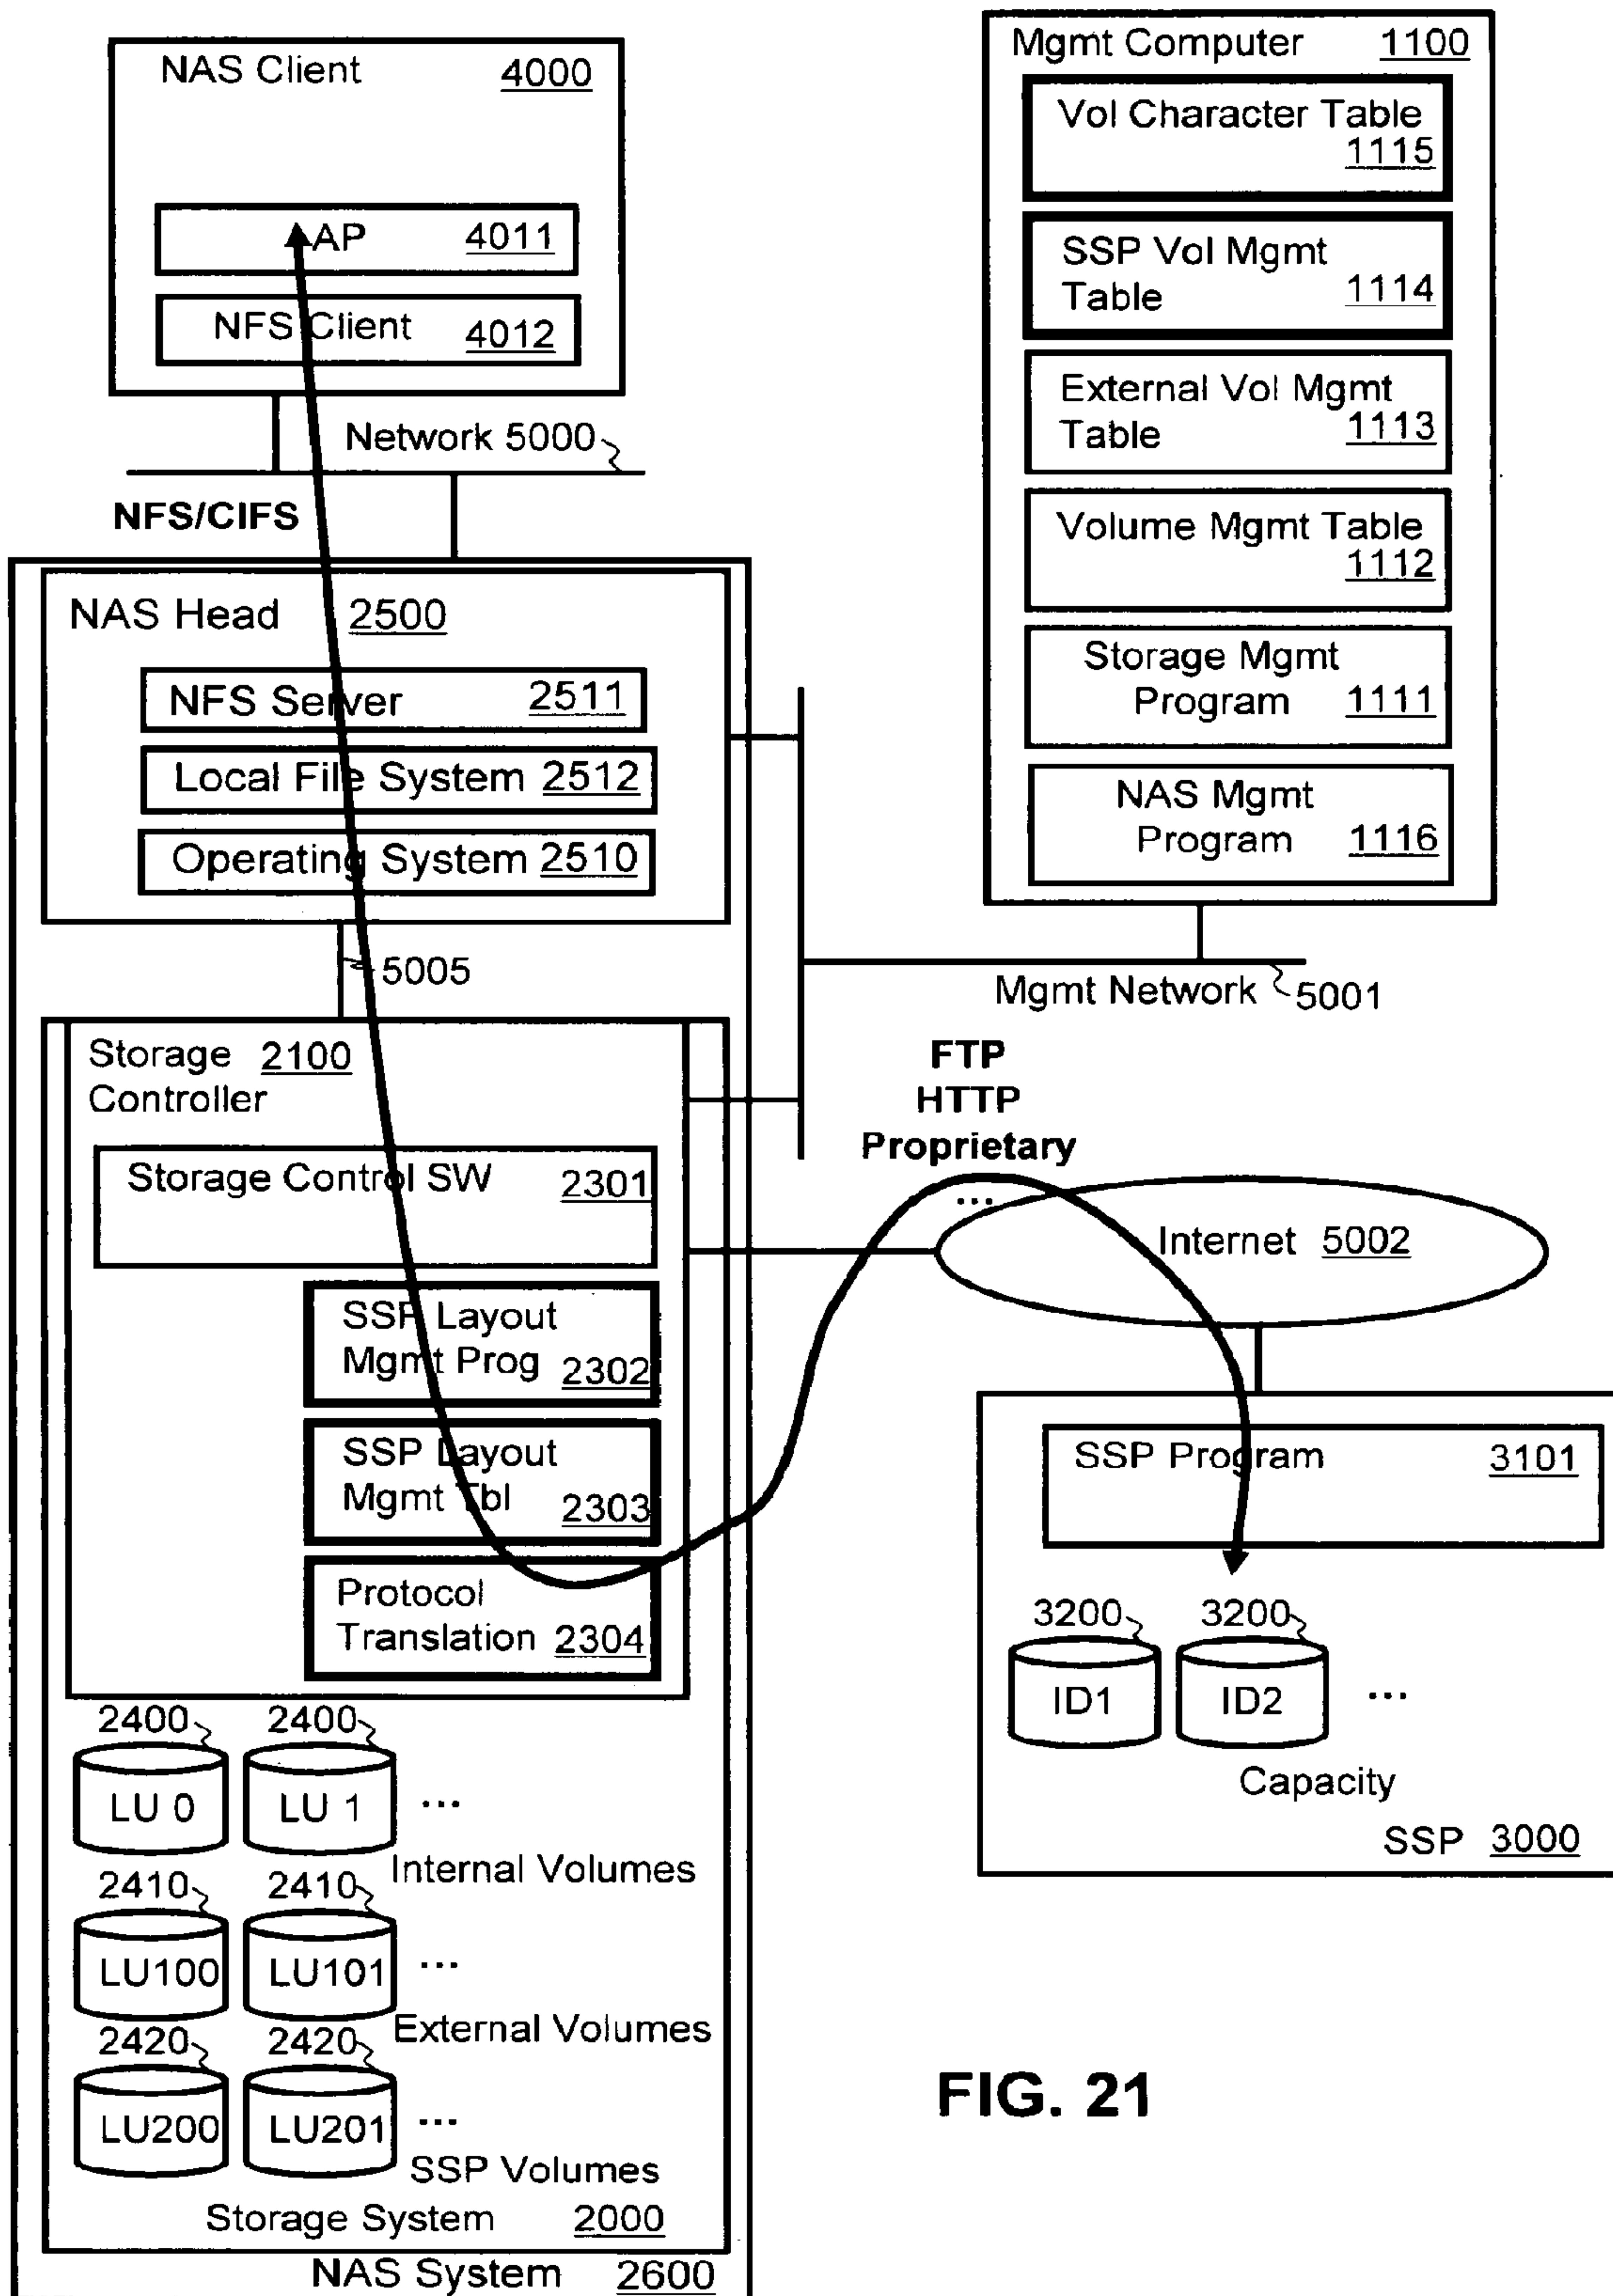 NAS Client 4000
AP 4011
NFS Client 4012
Network 5000
NFS/CIFS
NAS Head 2500
NFS Server 2511
Local File System 2512
Operating System 2510
5005
Storage 2100
Controller
Storage Control SW 2301
SSP Layout
Mgmt Prog 2302
SSP Layout
Mgmt Tbl 2303
Protocol
Translation 2304
2400 2400
LU 0 LU 1 ...
Internal Volumes
2410 2410
LU100 LU101 ...
External Volumes
2420 2420
LU200 LU201 ...
SSP Volumes
Storage System 2000
NAS System 2600
Mgmt Computer 1100
Vol Character Table
1115
SSP Vol Mgmt
Table 1114
External Vol Mgmt
Table 1113
Volume Mgmt Table
1112
Storage Mgmt
Program 1111
NAS Mgmt
Program 1116
Mgmt Network 5001
FTP
HTTP
Proprietary
...
Internet 5002
SSP Program 3101
3200 3200
ID1 ID2 ...
Capacity
SSP 3000
FIG. 21